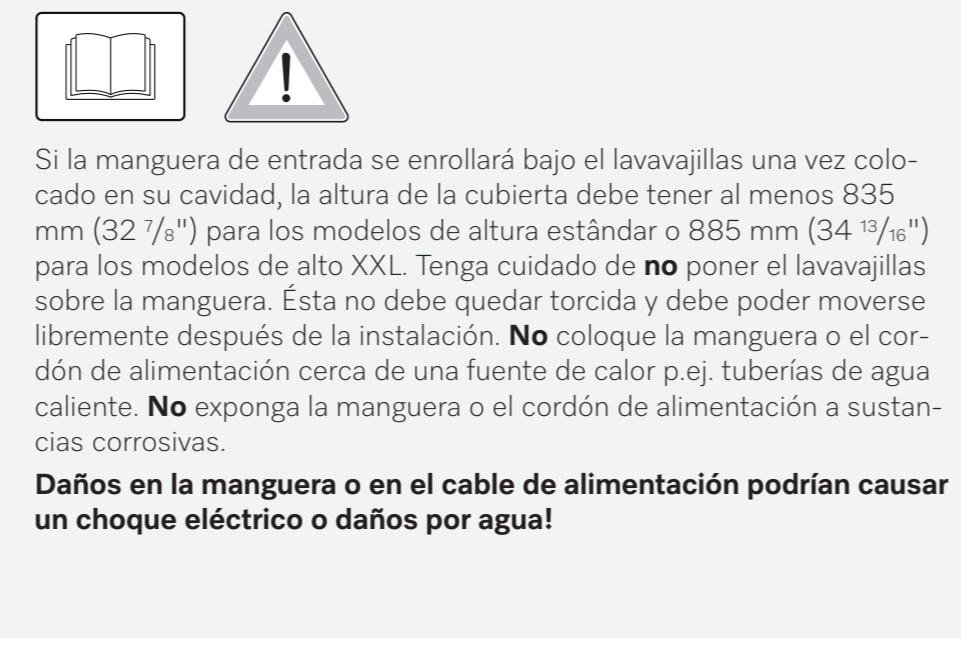 !
Si la manguera de entrada se enrollará bajo el lavavajillas una vez colo-
cado en su cavidad, la altura de la cubierta debe tener al menos 835
mm (32 ⁷/₈") para los modelos de altura estândar o 885 mm (34 ¹³/₁₆")
para los modelos de alto XXL. Tenga cuidado de no poner el lavavajillas
sobre la manguera. Ésta no debe quedar torcida y debe poder moverse
libremente después de la instalación. No coloque la manguera o el cor-
dón de alimentación cerca de una fuente de calor p.ej. tuberías de agua
caliente. No exponga la manguera o el cordón de alimentación a sustan-
cias corrosivas.
Daños en la manguera o en el cable de alimentación podrían causar
un choque eléctrico o daños por agua!